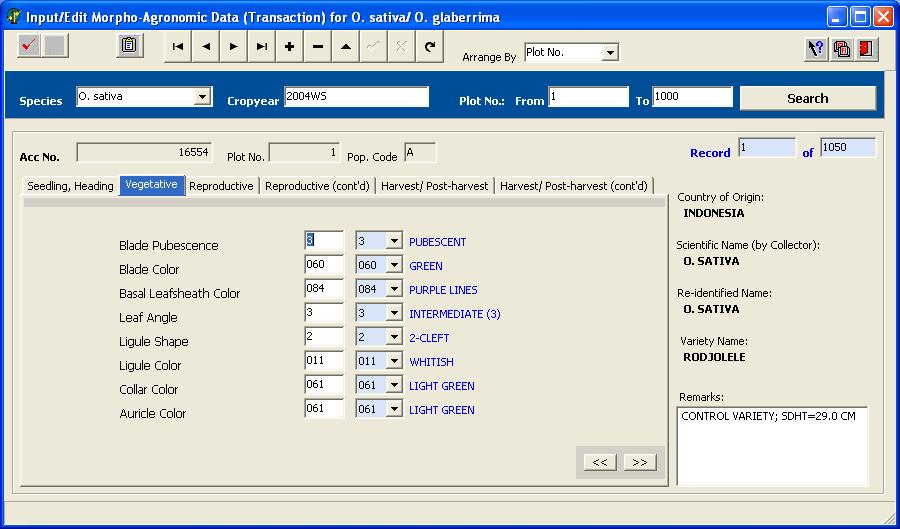 Input/Edit Morpho-Agronomic Data (Transaction) for O. sativa/ O. glaberrima
Arrange By Plot No.
Species O. sativa Cropyear 2004WS Plot No.: From 1 To 1000 Search
Acc No. 16554 Plot No. 1 Pop. Code A Record 1 of 1050
Seedling, Heading Vegetative Reproductive Reproductive (cont'd) Harvest/ Post-harvest Harvest/ Post-harvest (cont'd)
Blade Pubescence 3 3 PUBESCENT
Blade Color 060 060 GREEN
Basal Leafsheath Color 084 084 PURPLE LINES
Leaf Angle 3 3 INTERMEDIATE (3)
Ligule Shape 2 2 2-CLEFT
Ligule Color 011 011 WHITISH
Collar Color 061 061 LIGHT GREEN
Auricle Color 061 061 LIGHT GREEN
<< >>
Country of Origin:
INDONESIA
Scientific Name (by Collector):
O. SATIVA
Re-identified Name:
O. SATIVA
Variety Name:
RODJOLELE
Remarks:
CONTROL VARIETY; SDHT=29.0 CM